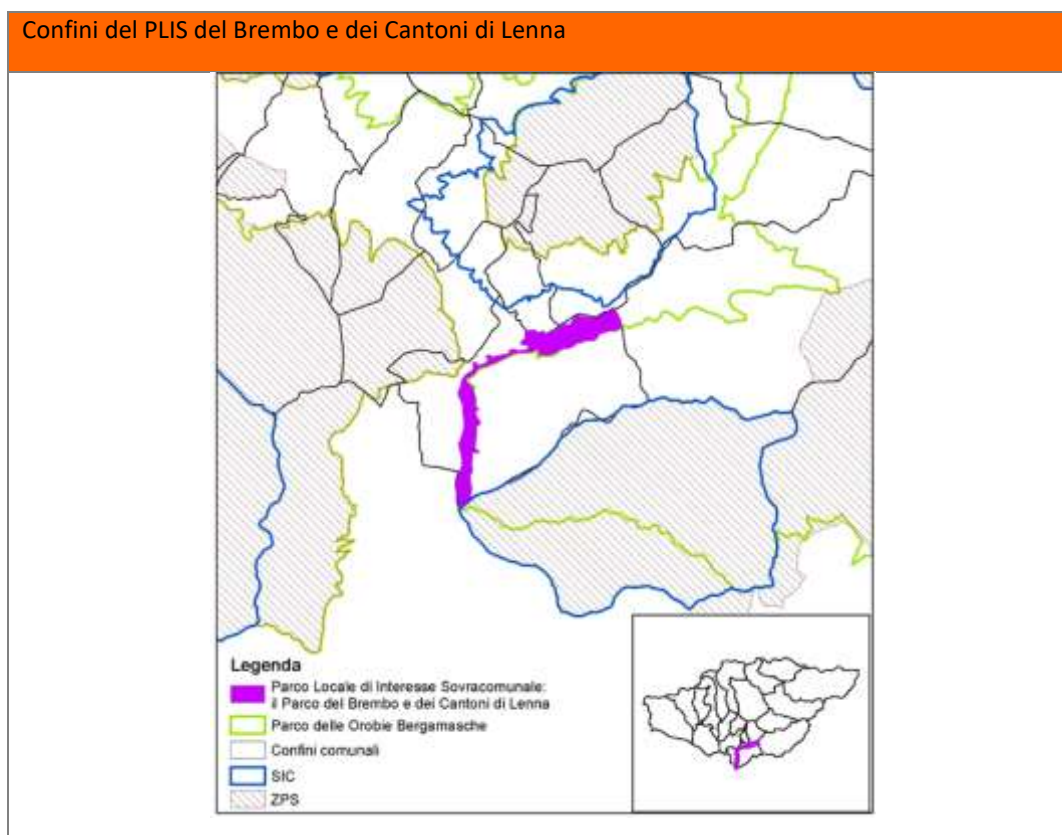 Confini del PLIS del Brembo e dei Cantoni di Lenna
Legenda
Parco Locale di Interesse Sovracomunale:
il Parco del Brembo e dei Cantoni di Lenna
Parco delle Orobie Bergamasche
Confini comunali
SIC
ZPS